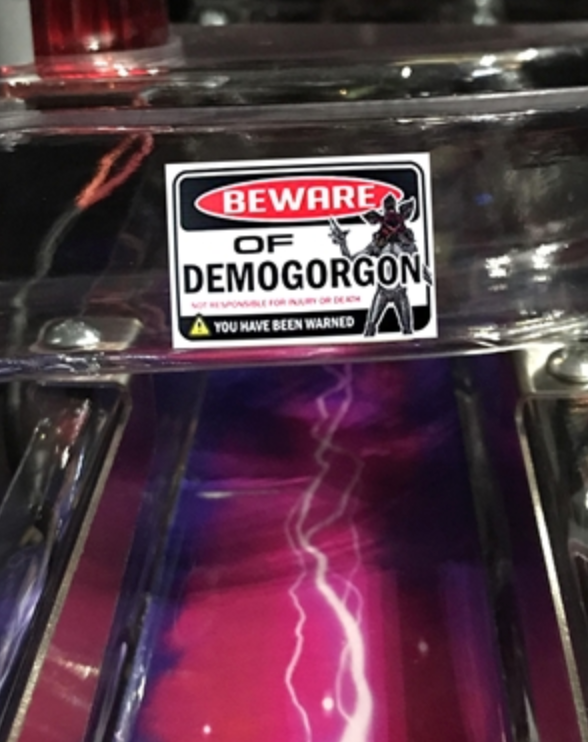 BEWARE
OF
DEMOGORGON
NOT RESPONSIBLE FOR INJURY OR DEATH
YOU HAVE BEEN WARNED